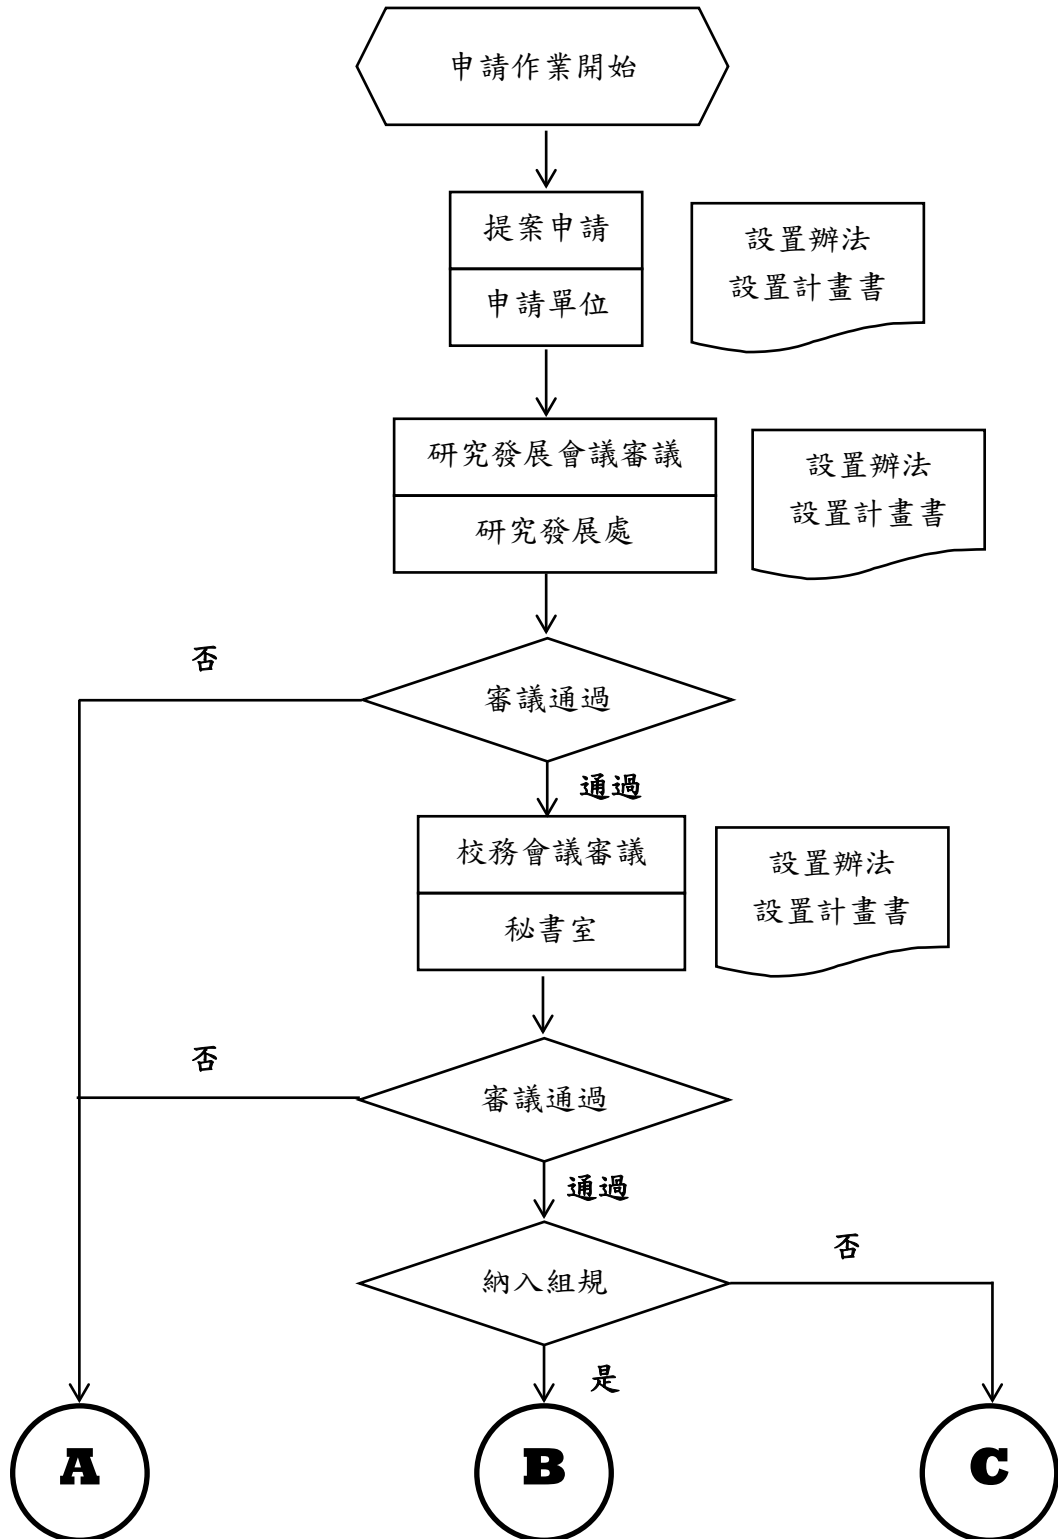 申請作業開始
提案申請
申請單位
設置辦法
設置計畫書
研究發展會議審議
研究發展處
設置辦法
設置計畫書
否
審議通過
通過
校務會議審議
秘書室
設置辦法
設置計畫書
否
審議通過
通過
否
納入組規
是
A
B
C